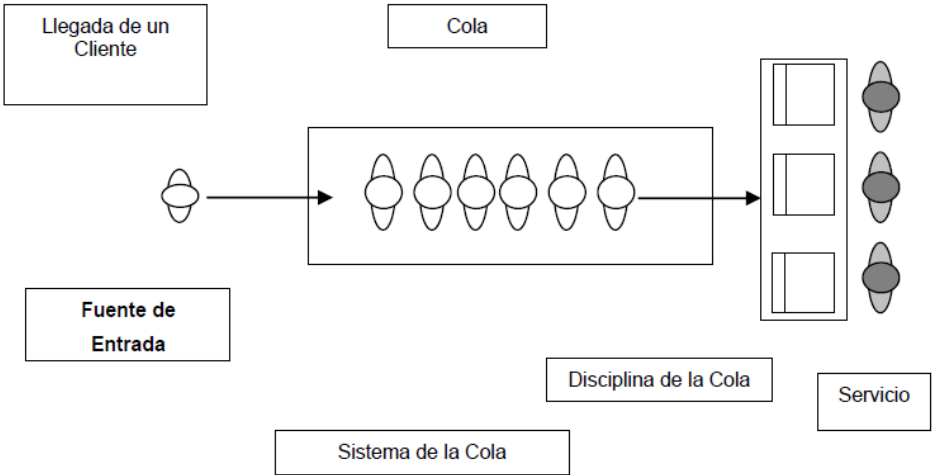 Llegada de un
Cliente
Cola
Fuente de
Entrada
Disciplina de la Cola
Servicio
Sistema de la Cola